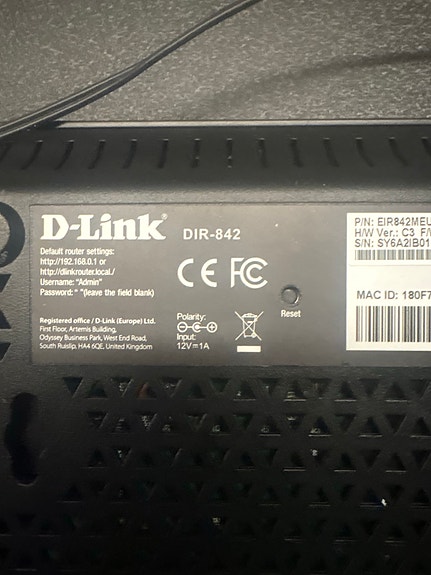 D-Link
DIR-842
Default router settings:
http://192.168.0.1 or
http://dlinkrouter.local./
Username: "Admin"
Password: " "(leave the field blank)
CE FC
Reset
Registered office / D-Link (Europe) Ltd.
First Floor, Artemis Building,
Odyssey Business Park, West End Road,
South Ruislip, HA4 6QE, United Kingdom
Polarity:
Input:
12V⎓1A
P/N: EIR842MEU
H/W Ver.: C3 F/
S/N: SY6A2IB01
MAC ID: 180F7